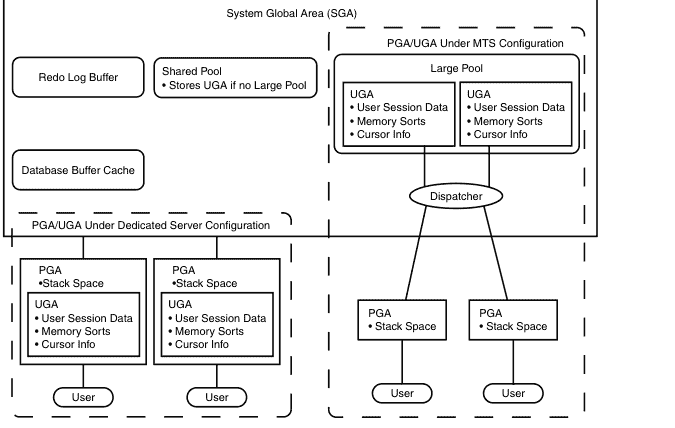 System Global Area (SGA)
PGA/UGA Under MTS Configuration
Redo Log Buffer
Shared Pool
• Stores UGA if no Large Pool
Large Pool
UGA
• User Session Data
• Memory Sorts
• Cursor Info
UGA
• User Session Data
• Memory Sorts
• Cursor Info
Database Buffer Cache
Dispatcher
PGA/UGA Under Dedicated Server Configuration
PGA
•Stack Space
UGA
• User Session Data
• Memory Sorts
• Cursor Info
User
PGA
•Stack Space
UGA
• User Session Data
• Memory Sorts
• Cursor Info
User
PGA
• Stack Space
User
PGA
• Stack Space
User